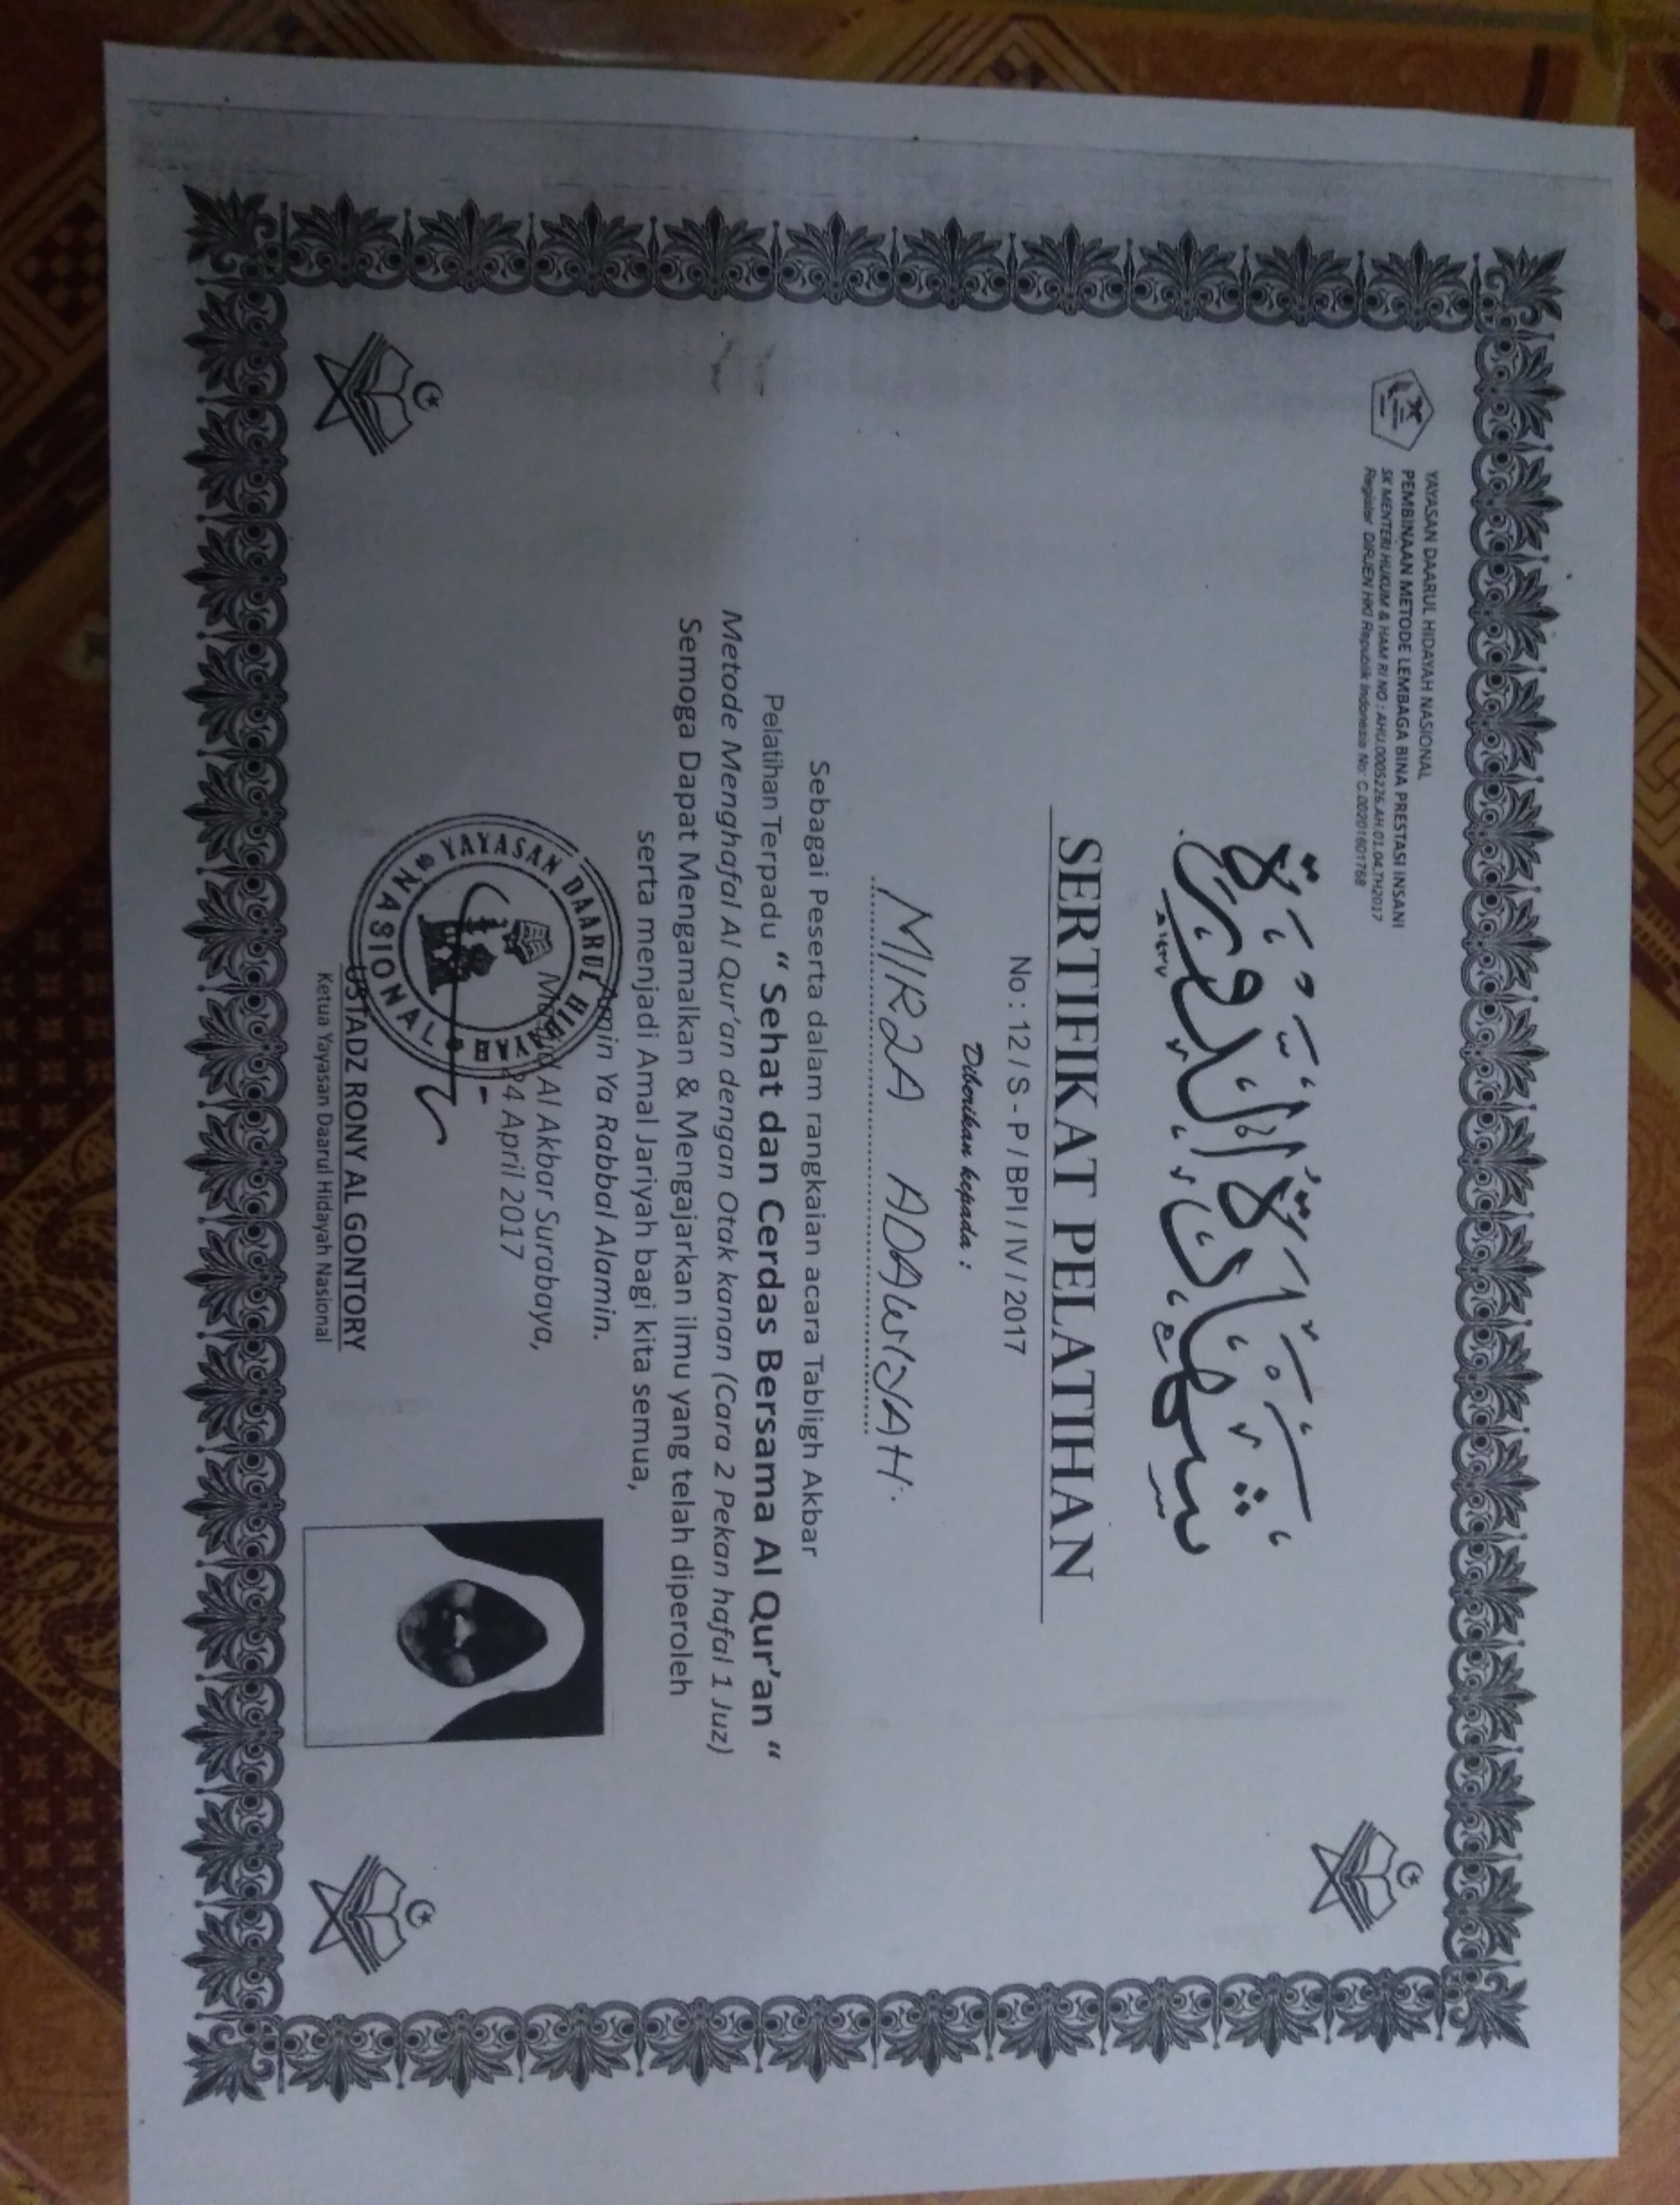 YAYASAN DAARUL HIDAYAH NASIONAL
PEMBINAAN METODE LEMBAGA BINA PRESTASI INSANI
SK MENTERI HUKUM & HAM RI NO : AHU.0005226.AH.01.04.TH2017
Register DIRJEN HKI Republik Indonesia No: C.00201601768
SERTIFIKAT PELATIHAN
No : 12 / S - P / BPI / IV / 2017
Diberikan kepada :
MIRZA ADAWIYAH.
Sebagai Peserta dalam rangkaian acara Tabligh Akbar
Pelatihan Terpadu “ Sehat dan Cerdas Bersama Al Qur’an “
Metode Menghafal Al Qur’an dengan Otak kanan (Cara 2 Pekan hafal 1 Juz)
Semoga Dapat Mengamalkan & Mengajarkan ilmu yang telah diperoleh
serta menjadi Amal Jariyah bagi kita semua,
Amin Ya Rabbal Alamin.
Masjid Al Akbar Surabaya,
24 April 2017
YAYASAN DAARUL HIDAYAH NASIONAL
USTADZ RONY AL GONTORY
Ketua Yayasan Daarul Hidayah Nasional